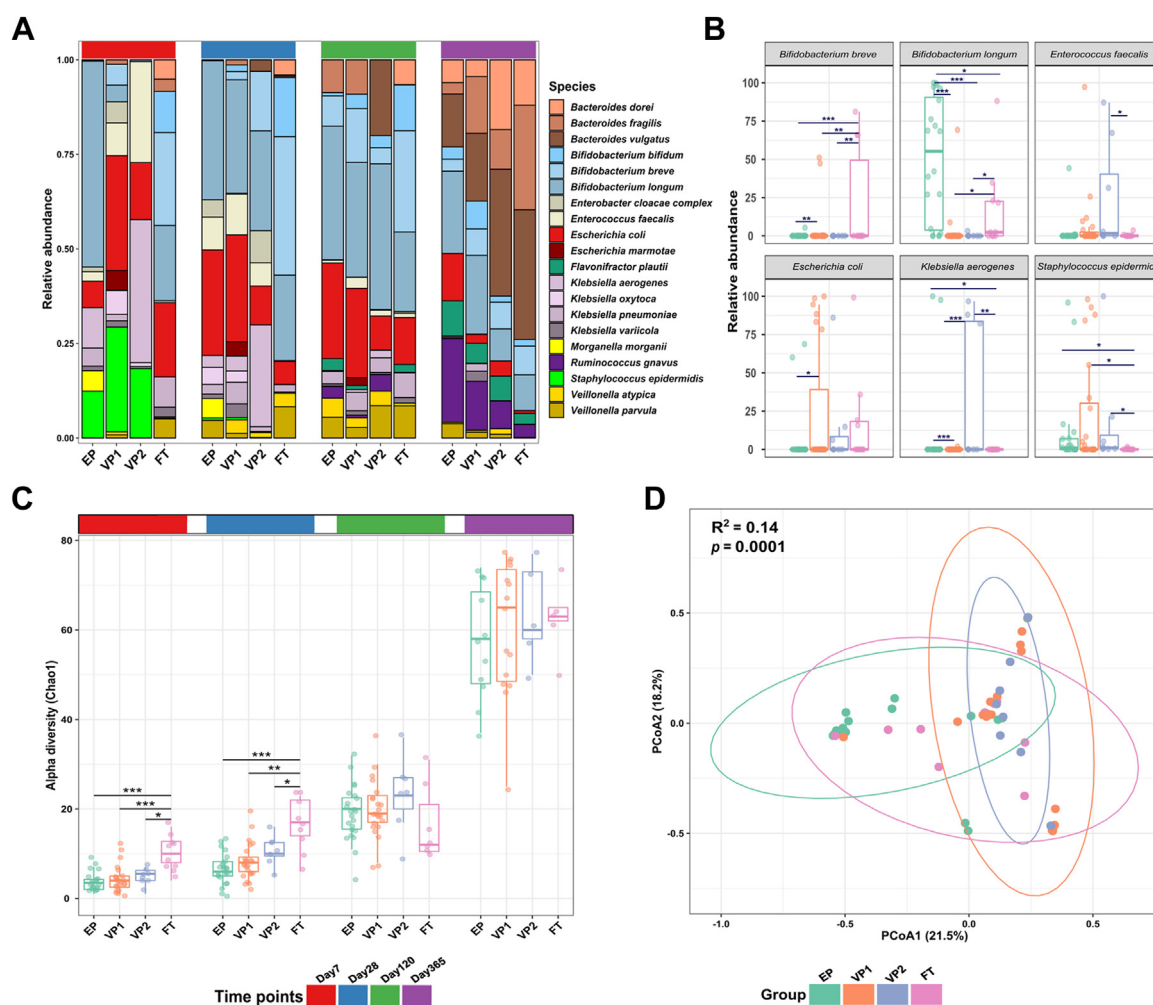 A
1.00
0.75
0.50
0.25
0.00
Relative abundance
EP VP1 VP2 FT EP VP1 VP2 FT EP VP1 VP2 FT EP VP1 VP2 FT
Species
Bacteroides dorei
Bacteroides fragilis
Bacteroides vulgatus
Bifidobacterium bifidum
Bifidobacterium breve
Bifidobacterium longum
Enterobacter cloacae complex
Enterococcus faecalis
Escherichia coli
Escherichia marmotae
Flavonifractor plautii
Klebsiella aerogenes
Klebsiella oxytoca
Klebsiella pneumoniae
Klebsiella variicola
Morganella morganii
Ruminococcus gnavus
Staphylococcus epidermidis
Veillonella atypica
Veillonella parvula
B
Bifidobacterium breve Bifidobacterium longum Enterococcus faecalis
100
75
50
25
0
*** ** ** **
* *** *** * *
*
Relative abundance
Escherichia coli Klebsiella aerogenes Staphylococcus epidermid
100
75
50
25
0
*
* ** *** ***
* * *
C
80
60
40
20
0
Alpha diversity (Chao1)
*** *** *
*** ** *
EP VP1 VP2 FT EP VP1 VP2 FT EP VP1 VP2 FT EP VP1 VP2 FT
Time points
Day7 Day28 Day120 Day365
D
R² = 0.14
p = 0.0001
0.5
0.0
-0.5
PCoA2 (18.2%)
-1.0 -0.5 0.0 0.5
PCoA1 (21.5%)
Group
EP VP1 VP2 FT